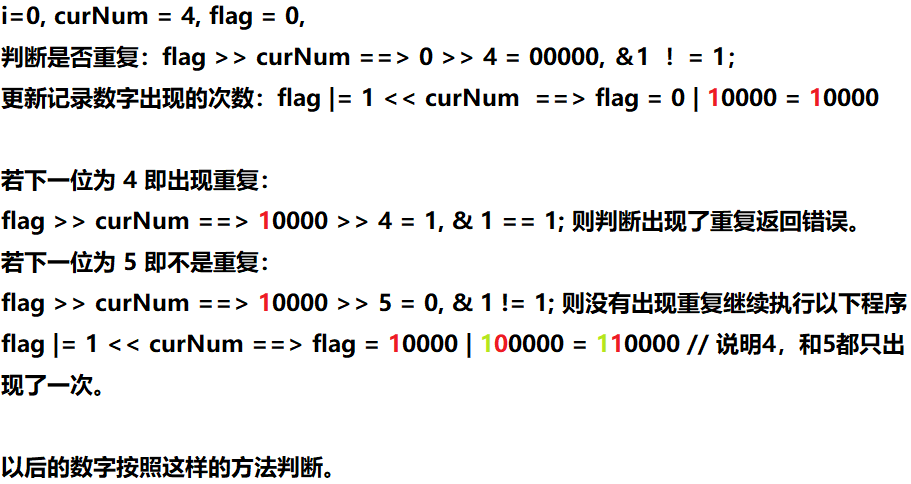 i=0, curNum = 4, flag = 0,
判断是否重复：flag >> curNum ==> 0 >> 4 = 00000, &1 ！= 1;
更新记录数字出现的次数：flag |= 1 << curNum ==> flag = 0 | 10000 = 10000
若下一位为 4 即出现重复：
flag >> curNum ==> 10000 >> 4 = 1, & 1 == 1; 则判断出现了重复返回错误。
若下一位为 5 即不是重复：
flag >> curNum ==> 10000 >> 5 = 0, & 1 != 1; 则没有出现重复继续执行以下程序
flag |= 1 << curNum ==> flag = 10000 | 100000 = 110000 // 说明4，和5都只出
现了一次。
以后的数字按照这样的方法判断。